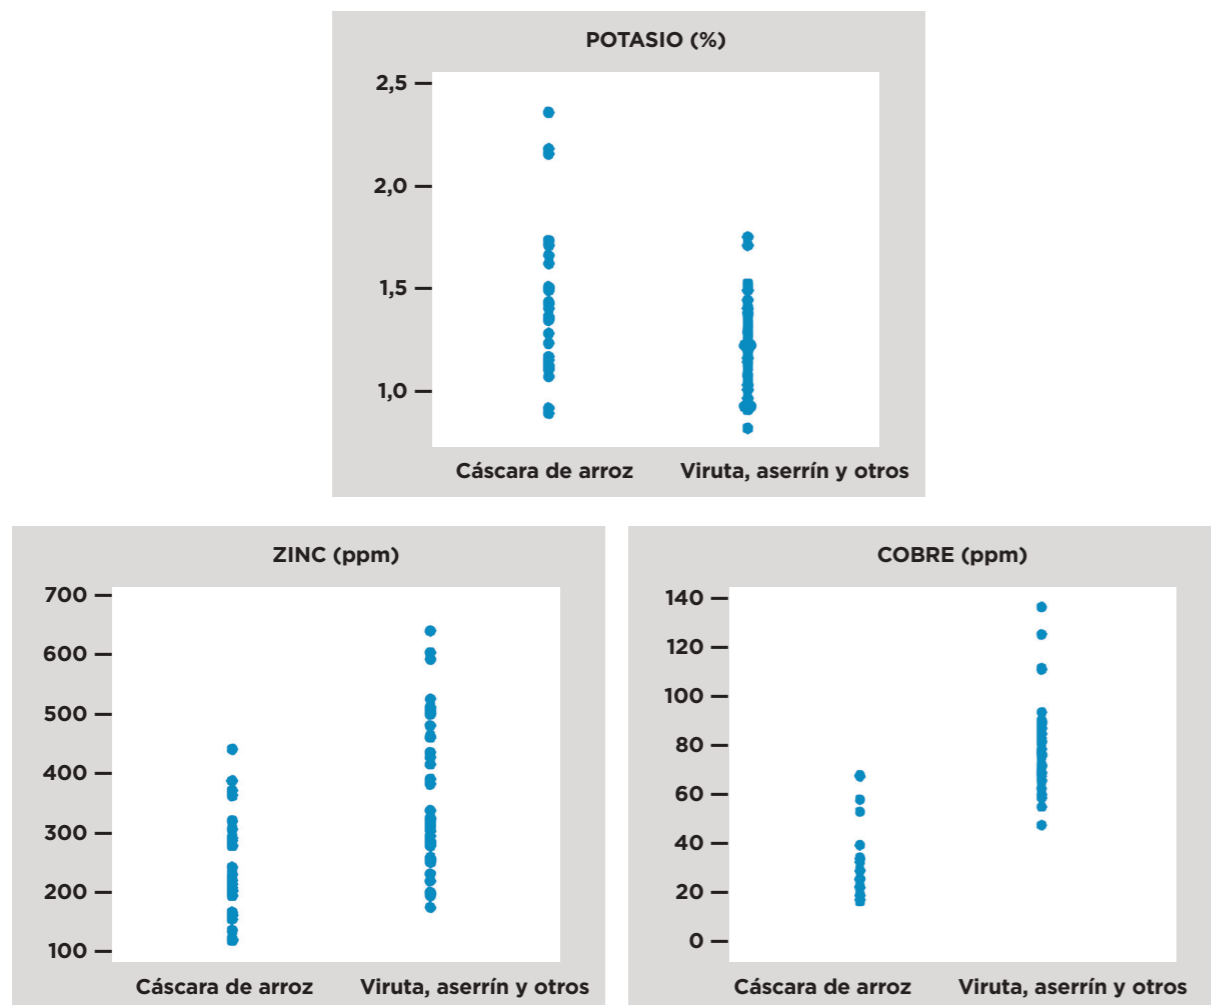 POTASIO (%)
2,5
2,0
1,5
1,0
Cáscara de arroz
Viruta, aserrín y otros
ZINC (ppm)
700
600
500
400
300
200
100
Cáscara de arroz
Viruta, aserrín y otros
COBRE (ppm)
140
120
100
80
60
40
20
0
Cáscara de arroz
Viruta, aserrín y otros